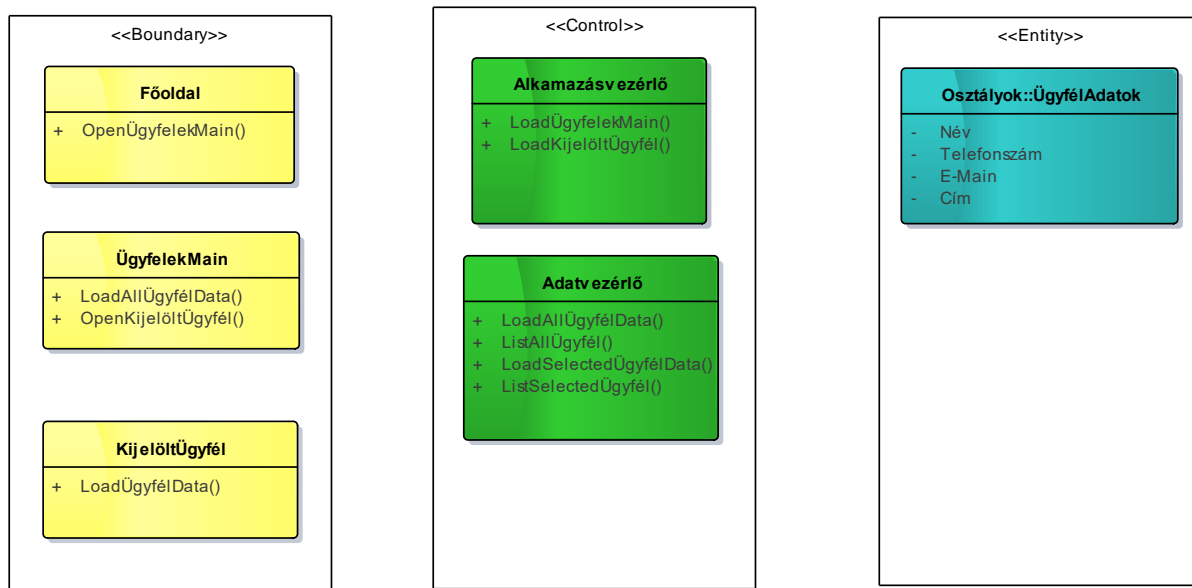 <<Boundary>>
Főoldal
+ OpenÜgyfelekMain()
ÜgyfelekMain
+ LoadAllÜgyfélData()
+ OpenKijelöltÜgyfél()
KijelöltÜgyfél
+ LoadÜgyfélData()
<<Control>>
Alkamazásvezérlő
+ LoadÜgyfelekMain()
+ LoadKijelöltÜgyfél()
Adatvezérlő
+ LoadAllÜgyfélData()
+ ListAllÜgyfél()
+ LoadSelectedÜgyfélData()
+ ListSelectedÜgyfél()
<<Entity>>
Osztályok::ÜgyfélAdatok
- Név
- Telefonszám
- E-Main
- Cím